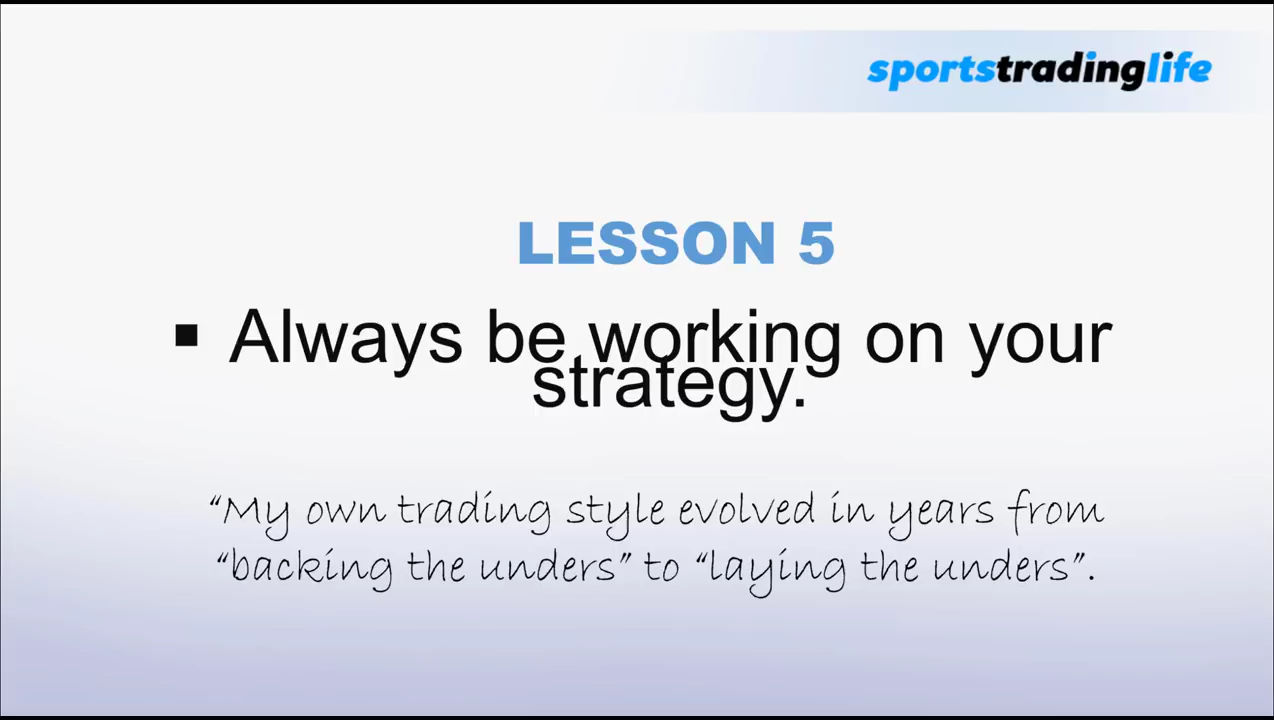 sportstradinglife
LESSON 5
▪ Always be working on your
strategy.
“My own trading style evolved in years from
“backing the unders” to “laying the unders”.